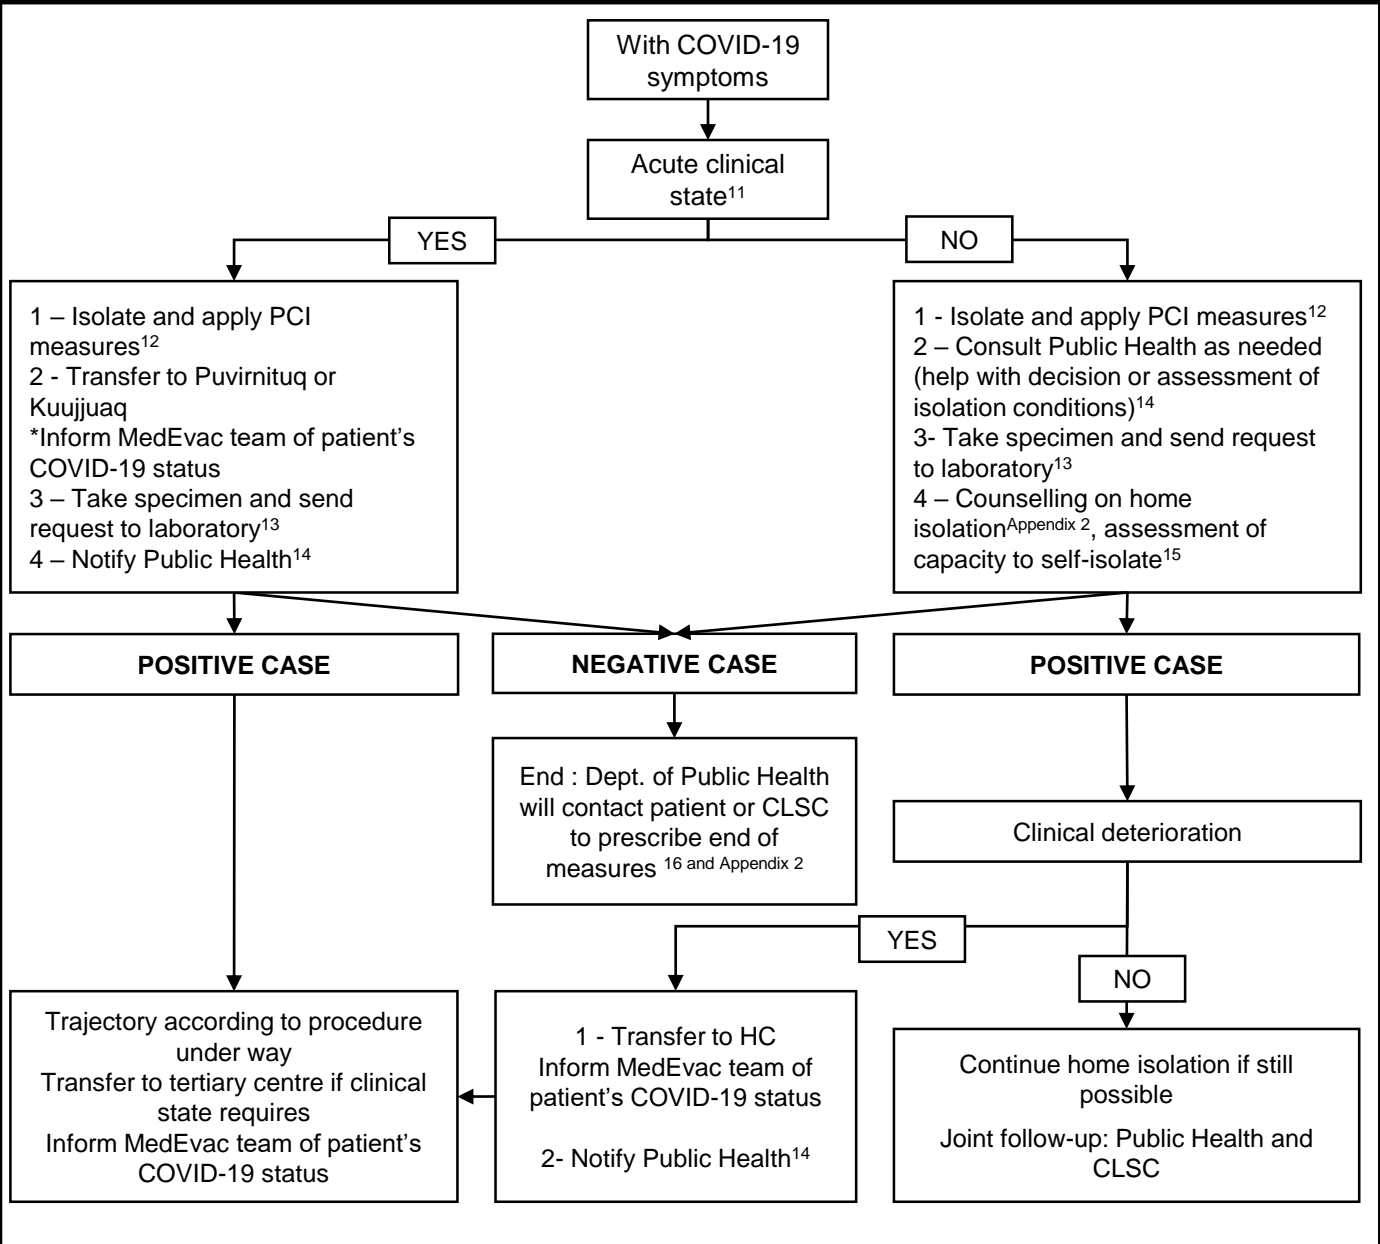 With COVID-19
symptoms
Acute clinical
state11
YES
NO
1 – Isolate and apply PCI
measures12
2 - Transfer to Puvirnituq or
Kuujjuaq
*Inform MedEvac team of patient's
COVID-19 status
3 – Take specimen and send
request to laboratory13
4 – Notify Public Health14
1 - Isolate and apply PCI measures12
2 – Consult Public Health as needed
(help with decision or assessment of
isolation conditions)14
3- Take specimen and send request
to laboratory13
4 – Counselling on home
isolationAppendix 2, assessment of
capacity to self-isolate15
POSITIVE CASE
NEGATIVE CASE
POSITIVE CASE
End : Dept. of Public Health
will contact patient or CLSC
to prescribe end of
measures 16 and Appendix 2
Clinical deterioration
YES
NO
Trajectory according to procedure
under way
Transfer to tertiary centre if clinical
state requires
Inform MedEvac team of patient's
COVID-19 status
1 - Transfer to HC
Inform MedEvac team of
patient's COVID-19 status
2- Notify Public Health14
Continue home isolation if still
possible
Joint follow-up: Public Health and
CLSC